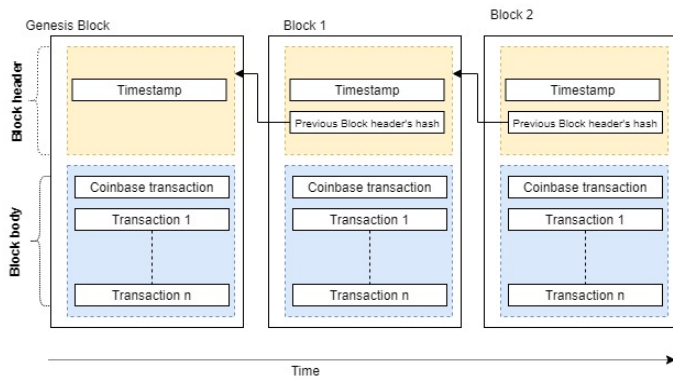 Genesis Block
Block 1
Block 2
Block header
Timestamp
Timestamp
Timestamp
Previous Block header's hash
Previous Block header's hash
Block body
Coinbase transaction
Coinbase transaction
Coinbase transaction
Transaction 1
Transaction 1
Transaction 1
Transaction n
Transaction n
Transaction n
Time